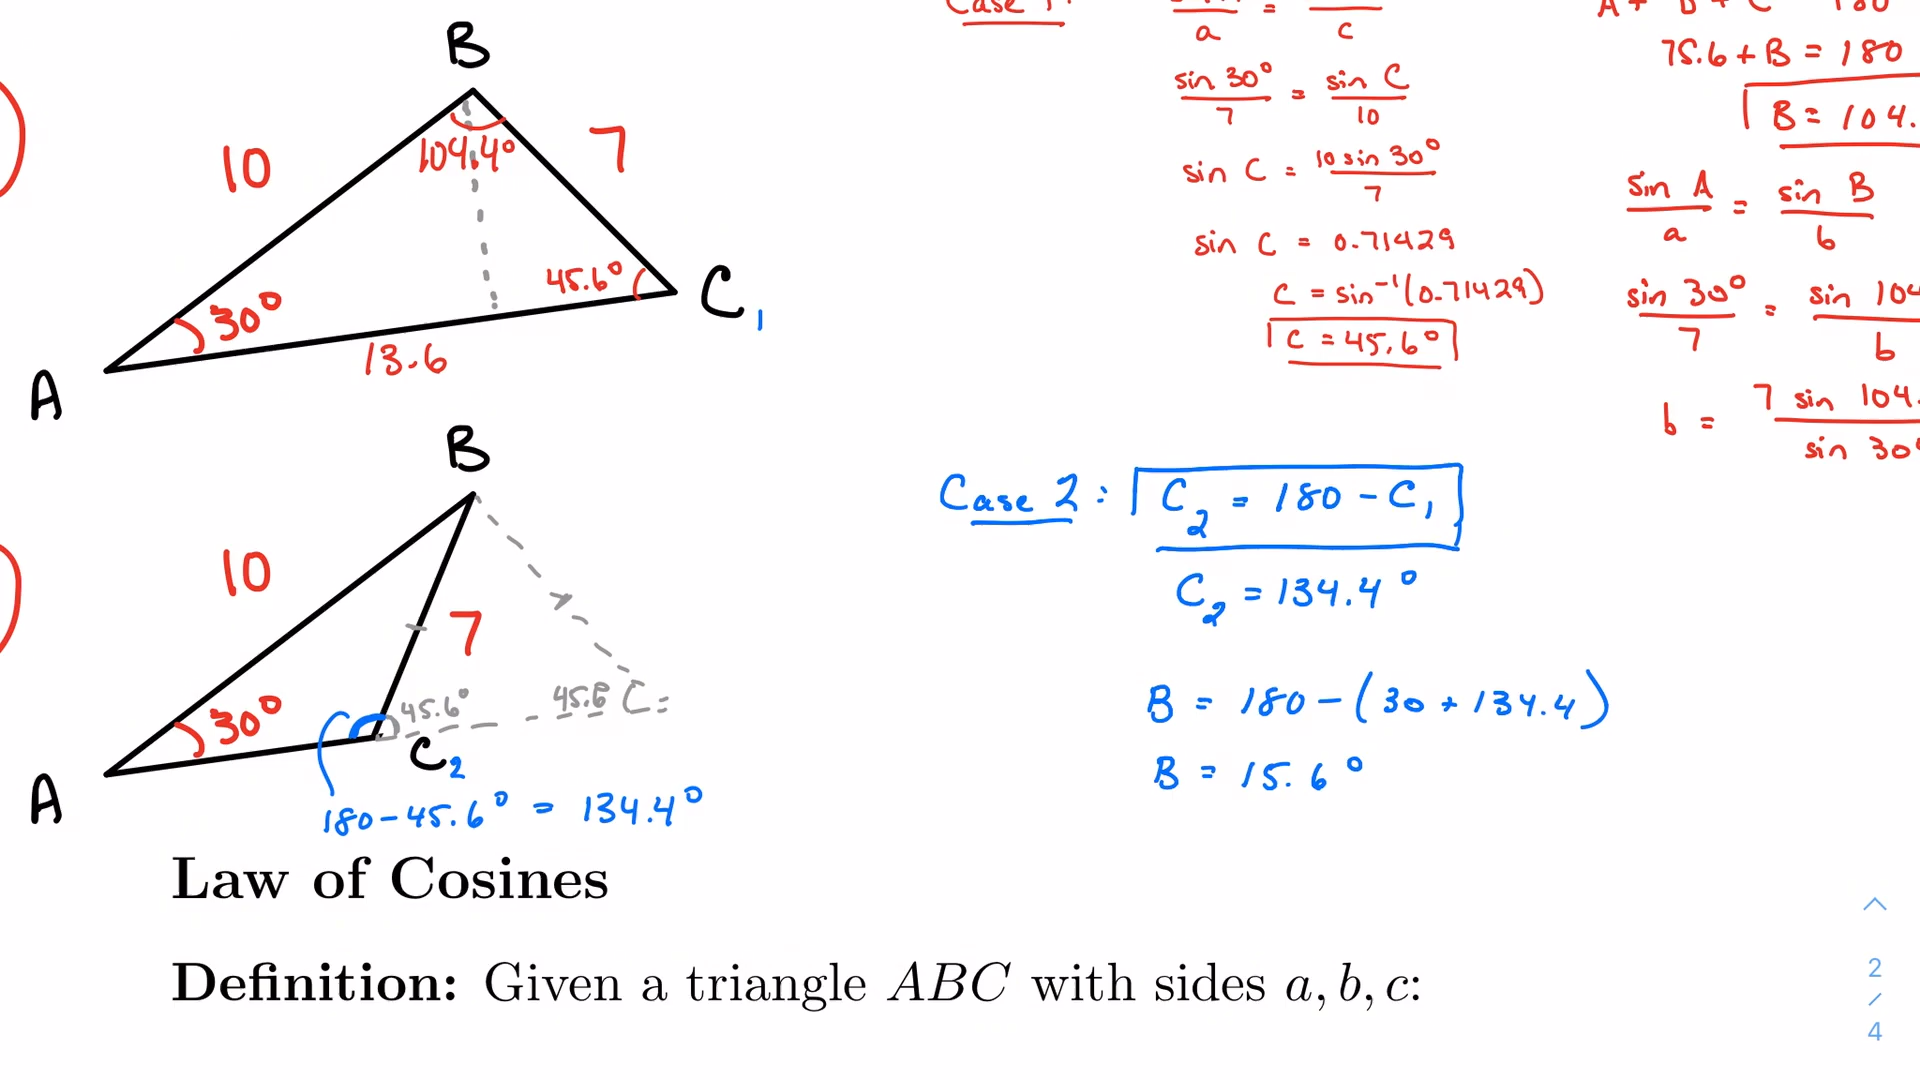 B
10
7
104.4°
30°
45.6°
C₁
13.6
A
B
10
7
30°
45.6°
45.6
C₂
A
180 - 45.6° = 134.4°
a = c
sin 30° / 7 = sin C / 10
sin C = 10 sin 30° / 7
sin C = 0.71429
C = sin⁻¹(0.71429)
C = 45.6°
75.6 + B = 180
B = 104.
sin A / a = sin B / b
sin 30° / 7 = sin 104 / b
b = 7 sin 104. / sin 30°
Case 2: C₂ = 180 - C₁
C₂ = 134.4°
B = 180 - (30 + 134.4)
B = 15.6°
Law of Cosines
Definition: Given a triangle ABC with sides a, b, c:
2
/
4